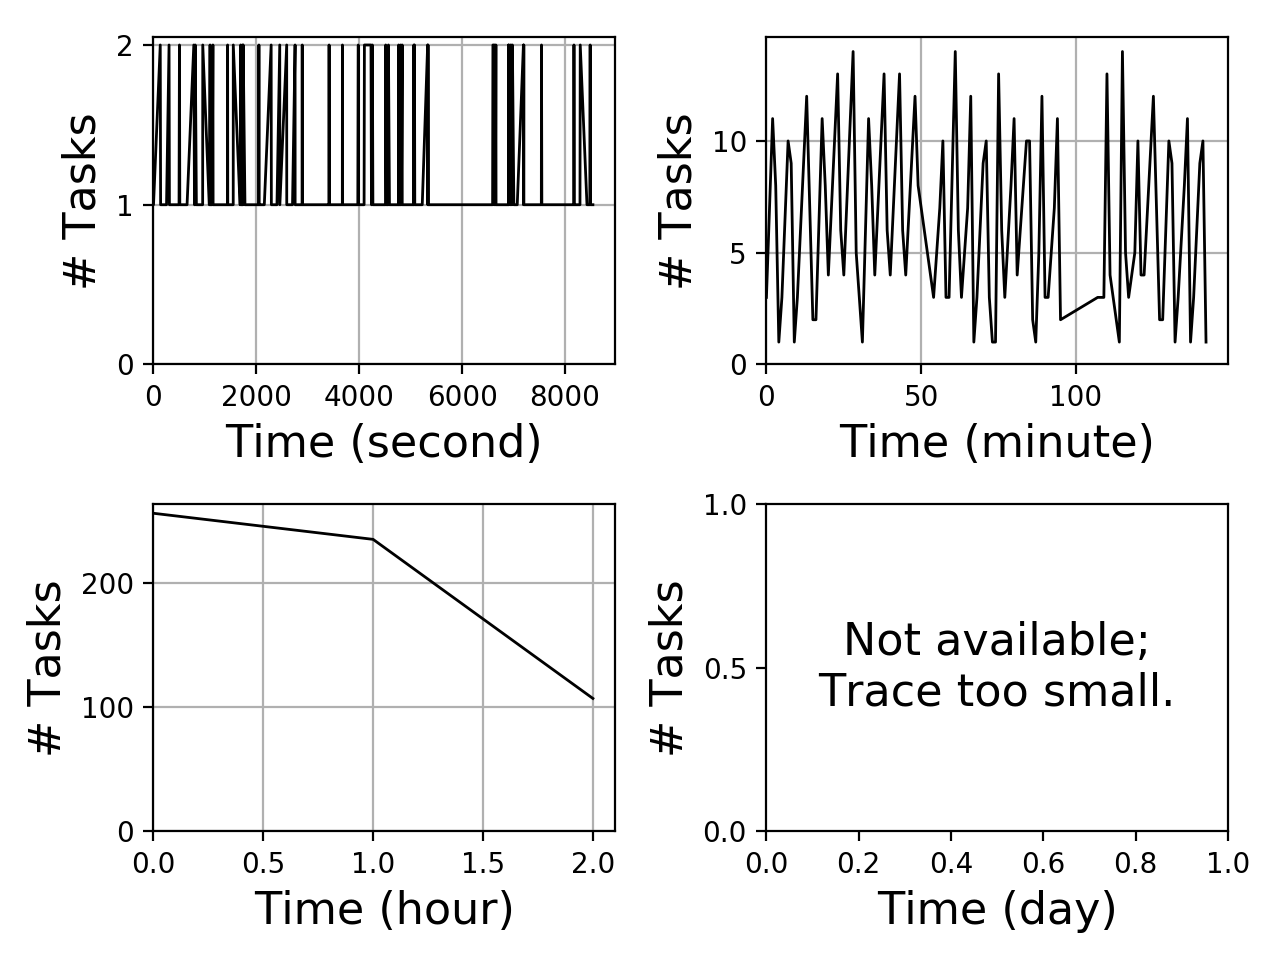 # Tasks
2
1
0
0 2000 4000 6000 8000
Time (second)
# Tasks
10
5
0
0 50 100
Time (minute)
# Tasks
200
100
0
0.0 0.5 1.0 1.5 2.0
Time (hour)
# Tasks
1.0
0.5
0.0
Not available;
Trace too small.
0.0 0.2 0.4 0.6 0.8 1.0
Time (day)